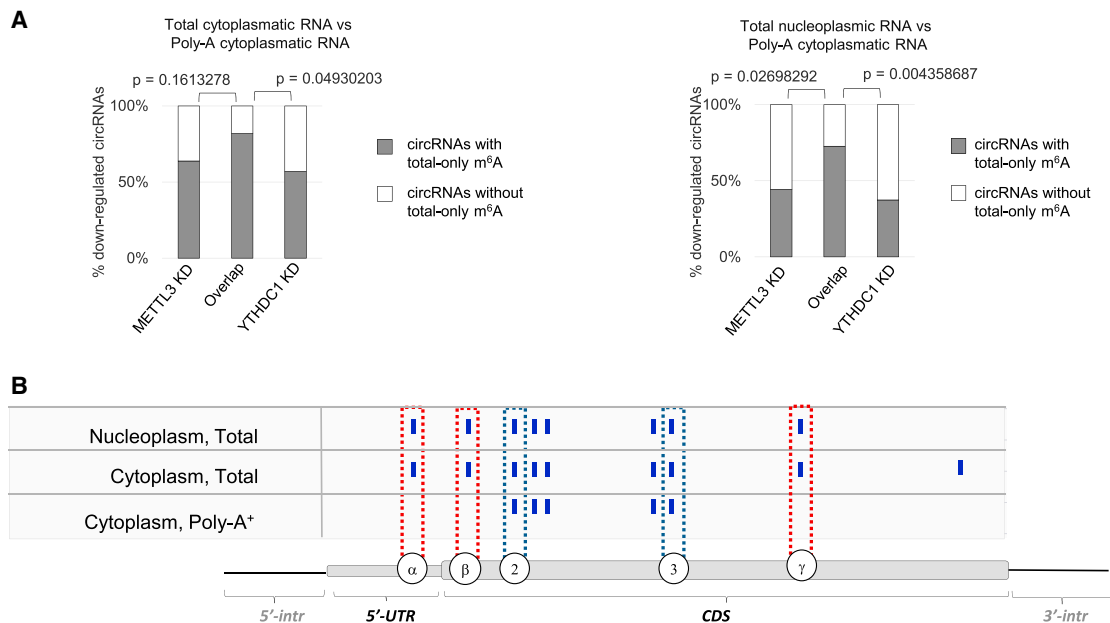 A
Total cytoplasmatic RNA vs
Poly-A cytoplasmatic RNA
p = 0.1613278
p = 0.04930203
% down-regulated circRNAs
100%
50%
0%
METTL3 KD
Overlap
YTHDC1 KD
circRNAs with
total-only m⁶A
circRNAs without
total-only m⁶A
Total nucleoplasmic RNA vs
Poly-A cytoplasmatic RNA
p = 0.02698292
p = 0.004358687
% down-regulated circRNAs
100%
50%
0%
METTL3 KD
Overlap
YTHDC1 KD
circRNAs with
total-only m⁶A
circRNAs without
total-only m⁶A
B
Nucleoplasm, Total
Cytoplasm, Total
Cytoplasm, Poly-A⁺
α β 2 3 γ
5’-intr 5’-UTR CDS 3’-intr